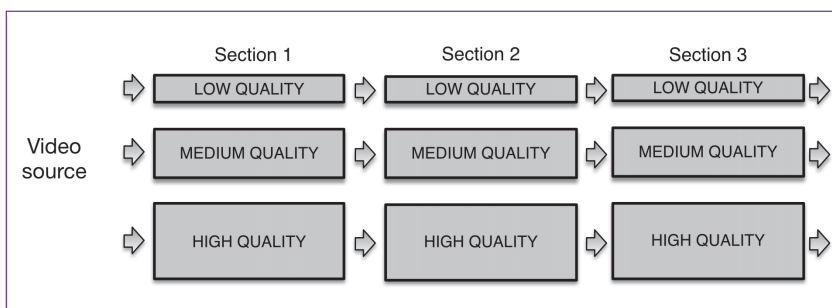 Section 1 Section 2 Section 3
LOW QUALITY LOW QUALITY LOW QUALITY
Video
source
MEDIUM QUALITY MEDIUM QUALITY MEDIUM QUALITY
HIGH QUALITY HIGH QUALITY HIGH QUALITY